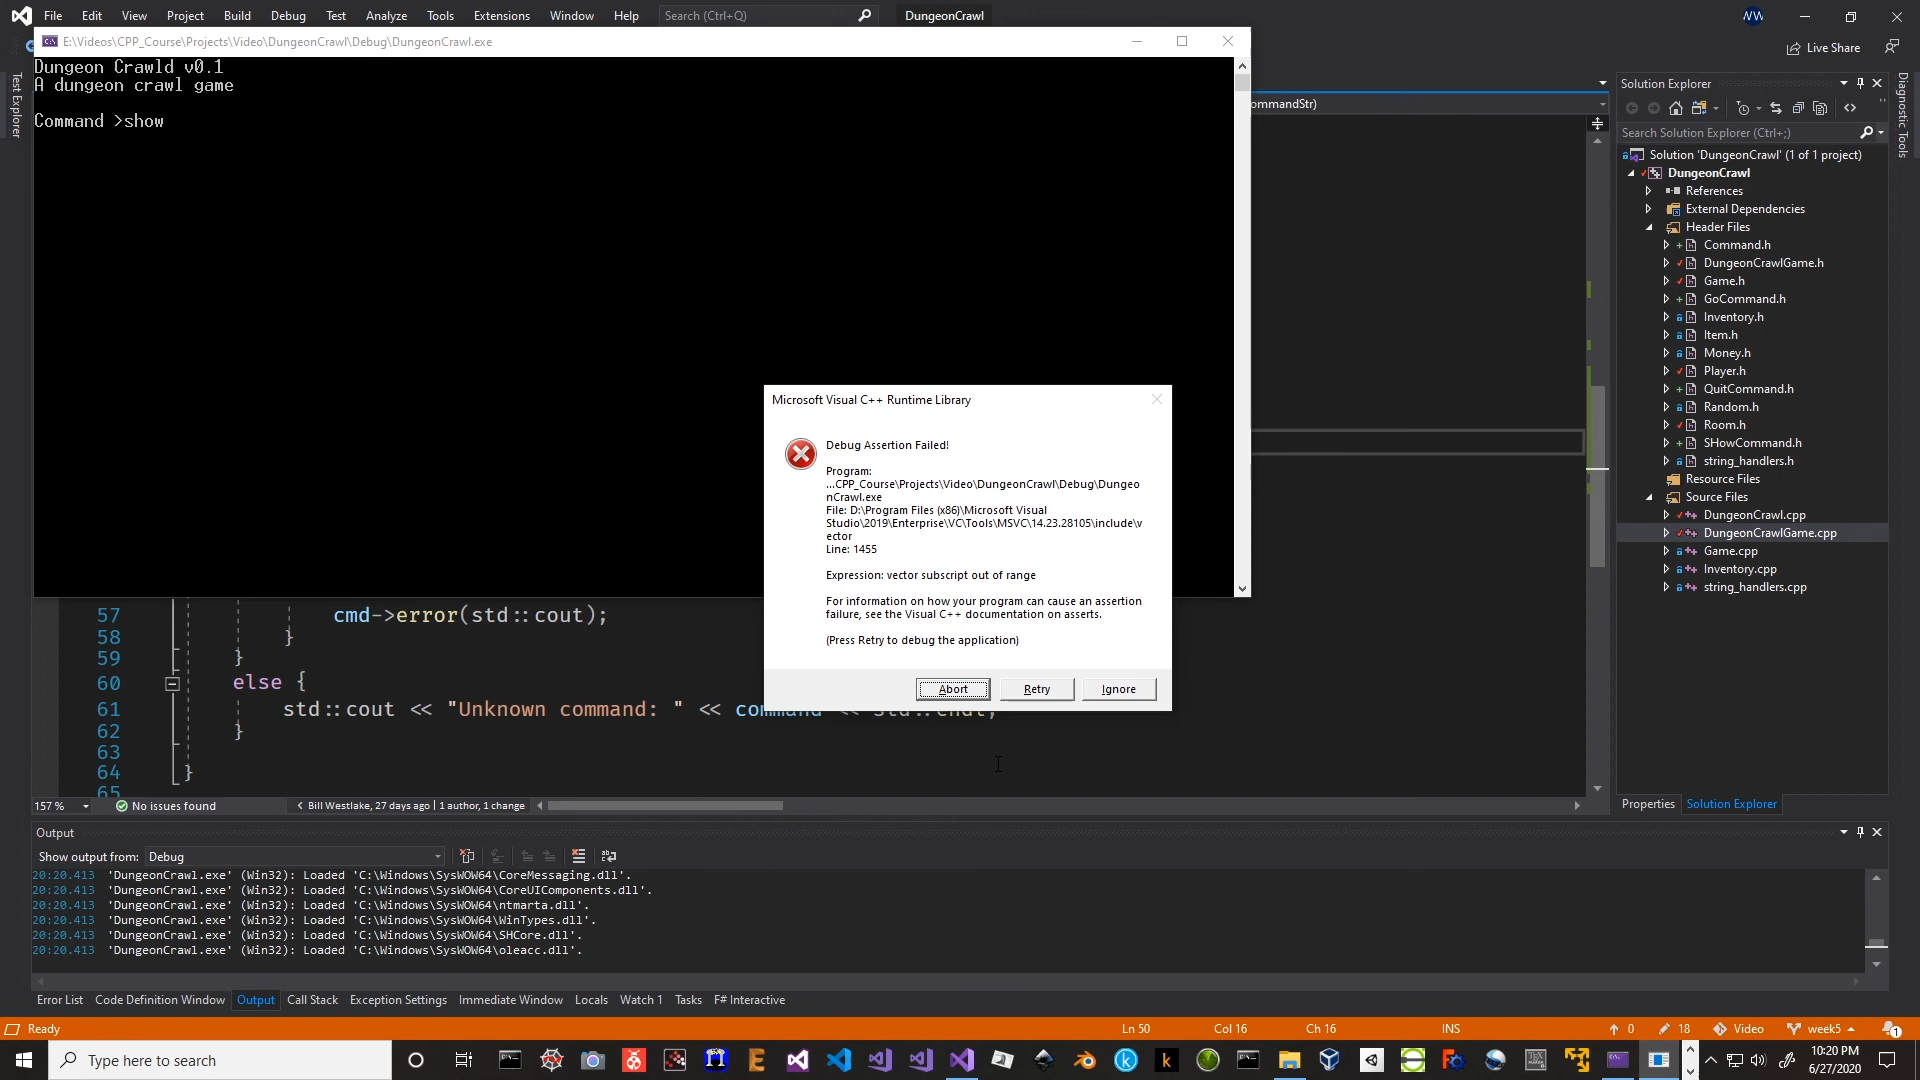 File Edit View Project Build Debug Test Analyze Tools Extensions Window Help Search (Ctrl+Q) DungeonCrawl
E:\Videos\CPP_Course\Projects\Video\DungeonCrawl\Debug\DungeonCrawl.exe
Live Share
Dungeon Crawld v0.1
A dungeon crawl game
Command >show
Test Explorer
ommandStr)
Diagnostic Tools
Solution Explorer
Search Solution Explorer (Ctrl+;)
Solution 'DungeonCrawl' (1 of 1 project)
DungeonCrawl
References
External Dependencies
Header Files
Command.h
DungeonCrawlGame.h
Game.h
GoCommand.h
Inventory.h
Item.h
Money.h
Player.h
QuitCommand.h
Random.h
Room.h
SHowCommand.h
string_handlers.h
Resource Files
Source Files
DungeonCrawl.cpp
DungeonCrawlGame.cpp
Game.cpp
Inventory.cpp
string_handlers.cpp
Properties Solution Explorer
Microsoft Visual C++ Runtime Library
Debug Assertion Failed!
Program:
...CPP_Course\Projects\Video\DungeonCrawl\Debug\Dungeo
nCrawl.exe
File: D:\Program Files (x86)\Microsoft Visual
Studio\2019\Enterprise\VC\Tools\MSVC\14.23.28105\include\v
ector
Line: 1455
Expression: vector subscript out of range
For information on how your program can cause an assertion
failure, see the Visual C++ documentation on asserts.
(Press Retry to debug the application)
Abort Retry Ignore
57 cmd->error(std::cout);
58 }
59 }
60 else {
61 std::cout << "Unknown command: " << command << std::endl;
62 }
63
64 }
65
157 % No issues found Bill Westlake, 27 days ago | 1 author, 1 change
Output
Show output from: Debug
20:20.413 'DungeonCrawl.exe' (Win32): Loaded 'C:\Windows\SysWOW64\CoreMessaging.dll'.
20:20.413 'DungeonCrawl.exe' (Win32): Loaded 'C:\Windows\SysWOW64\CoreUIComponents.dll'.
20:20.413 'DungeonCrawl.exe' (Win32): Loaded 'C:\Windows\SysWOW64\ntmarta.dll'.
20:20.413 'DungeonCrawl.exe' (Win32): Loaded 'C:\Windows\SysWOW64\WinTypes.dll'.
20:20.413 'DungeonCrawl.exe' (Win32): Loaded 'C:\Windows\SysWOW64\SHCore.dll'.
20:20.413 'DungeonCrawl.exe' (Win32): Loaded 'C:\Windows\SysWOW64\oleacc.dll'.
Error List Code Definition Window Output Call Stack Exception Settings Immediate Window Locals Watch 1 Tasks F# Interactive
Ready Ln 50 Col 16 Ch 16 INS 0 18 Video week5 1
Type here to search
10:20 PM
6/27/2020